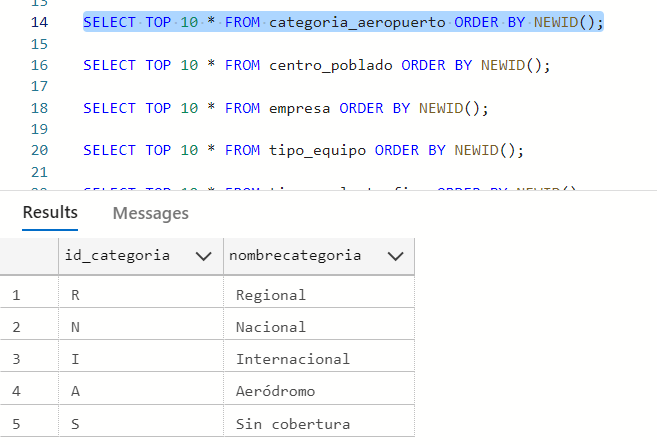 13
14 SELECT TOP 10 * FROM categoria_aeropuerto ORDER BY NEWID();
15
16 SELECT TOP 10 * FROM centro_poblado ORDER BY NEWID();
17
18 SELECT TOP 10 * FROM empresa ORDER BY NEWID();
19
20 SELECT TOP 10 * FROM tipo_equipo ORDER BY NEWID();
21
Results Messages
id_categoria nombrecategoria
1 R Regional
2 N Nacional
3 I Internacional
4 A Aeródromo
5 S Sin cobertura